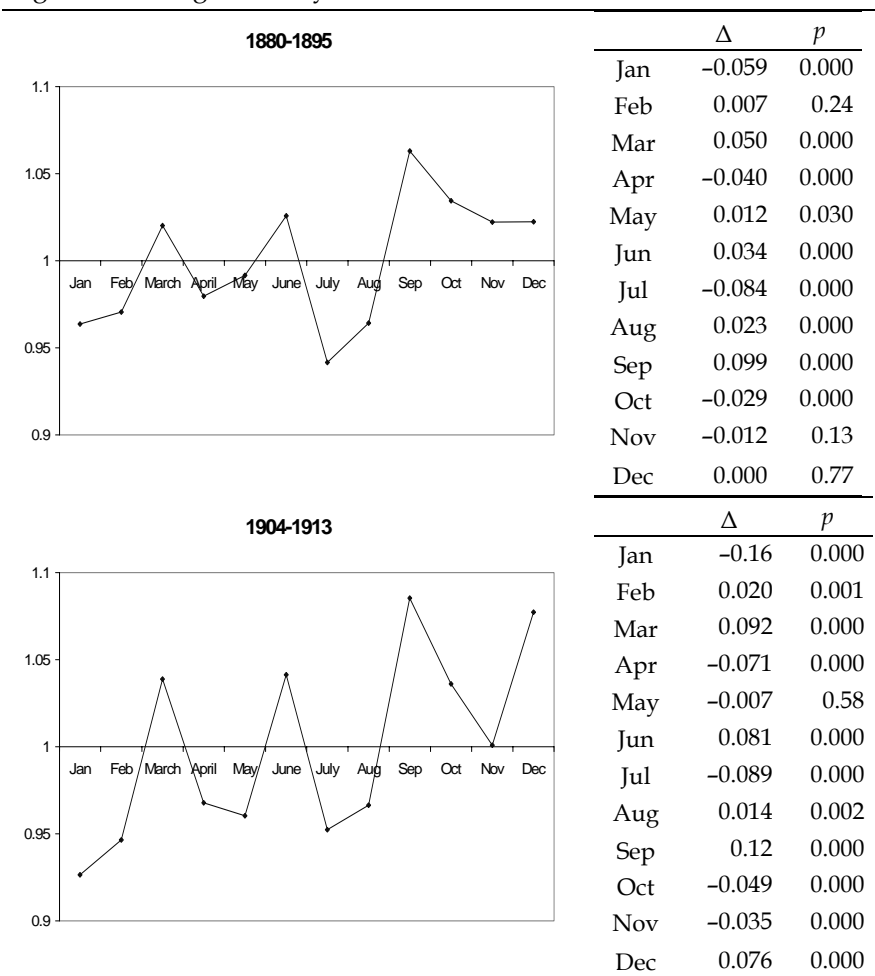 1880-1895
1.1
1.05
1
0.95
0.9
Jan Feb March April May June July Aug Sep Oct Nov Dec
Δ p
Jan –0.059 0.000
Feb 0.007 0.24
Mar 0.050 0.000
Apr –0.040 0.000
May 0.012 0.030
Jun 0.034 0.000
Jul –0.084 0.000
Aug 0.023 0.000
Sep 0.099 0.000
Oct –0.029 0.000
Nov –0.012 0.13
Dec 0.000 0.77
1904-1913
1.1
1.05
1
0.95
0.9
Jan Feb March April May June July Aug Sep Oct Nov Dec
Δ p
Jan –0.16 0.000
Feb 0.020 0.001
Mar 0.092 0.000
Apr –0.071 0.000
May –0.007 0.58
Jun 0.081 0.000
Jul –0.089 0.000
Aug 0.014 0.002
Sep 0.12 0.000
Oct –0.049 0.000
Nov –0.035 0.000
Dec 0.076 0.000